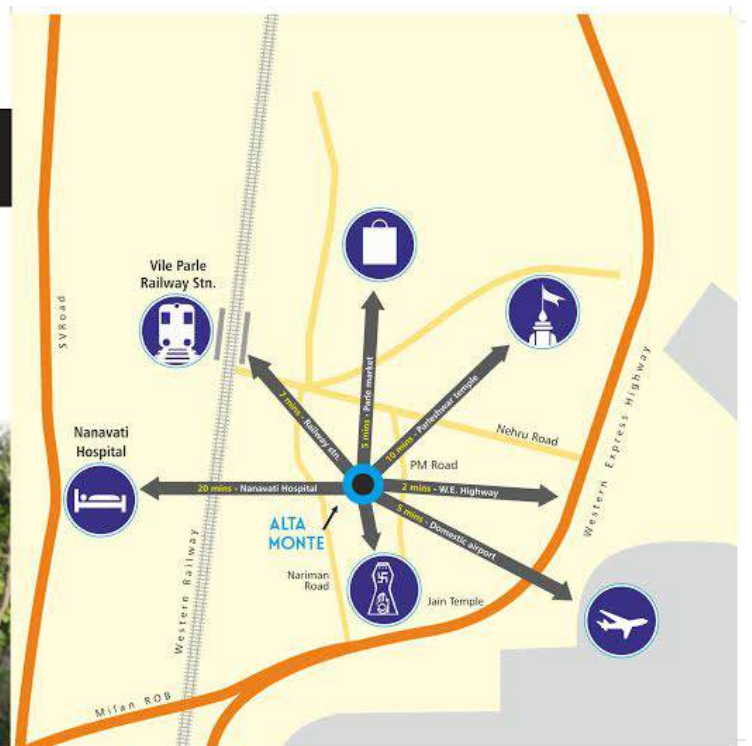 Vile Parle
Railway Stn.
SVRoad
7 mins - Railway stn.
5 mins - Parle market
10 mins - Parleshwar temple
Nehru Road
Western Express Highway
Nanavati
Hospital
20 mins - Nanavati Hospital
PM Road
2 mins - W.E. Highway
5 mins - Domestic airport
ALTA
MONTE
Western Railway
Nariman
Road
Jain Temple
Milan ROB